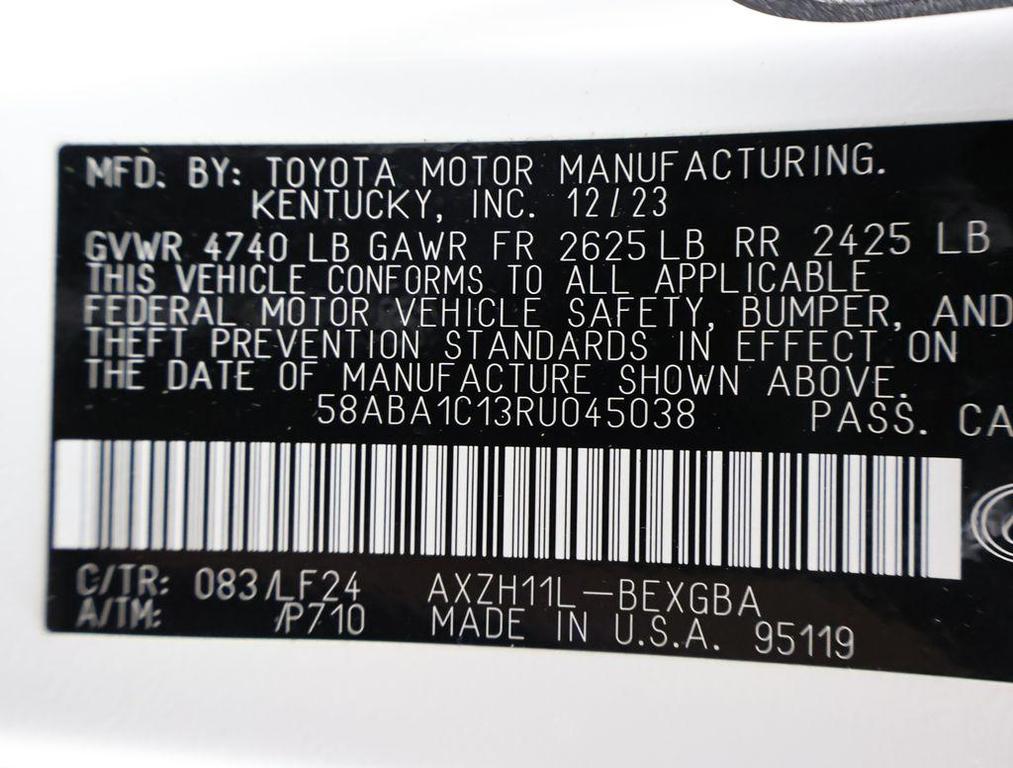 MFD. BY: TOYOTA MOTOR MANUFACTURING.
KENTUCKY, INC. 12/23
GVWR 4740 LB GAWR FR 2625 LB RR 2425 LB
THIS VEHICLE CONFORMS TO ALL APPLICABLE
FEDERAL MOTOR VEHICLE SAFETY, BUMPER, AND
THEFT PREVENTION STANDARDS IN EFFECT ON
THE DATE OF MANUFACTURE SHOWN ABOVE.
58ABA1C13RU045038 PASS. CA
C/TR: 083/LF24 AXZH11L-BEXGBA
A/TM: /P710 MADE IN U.S.A. 95119